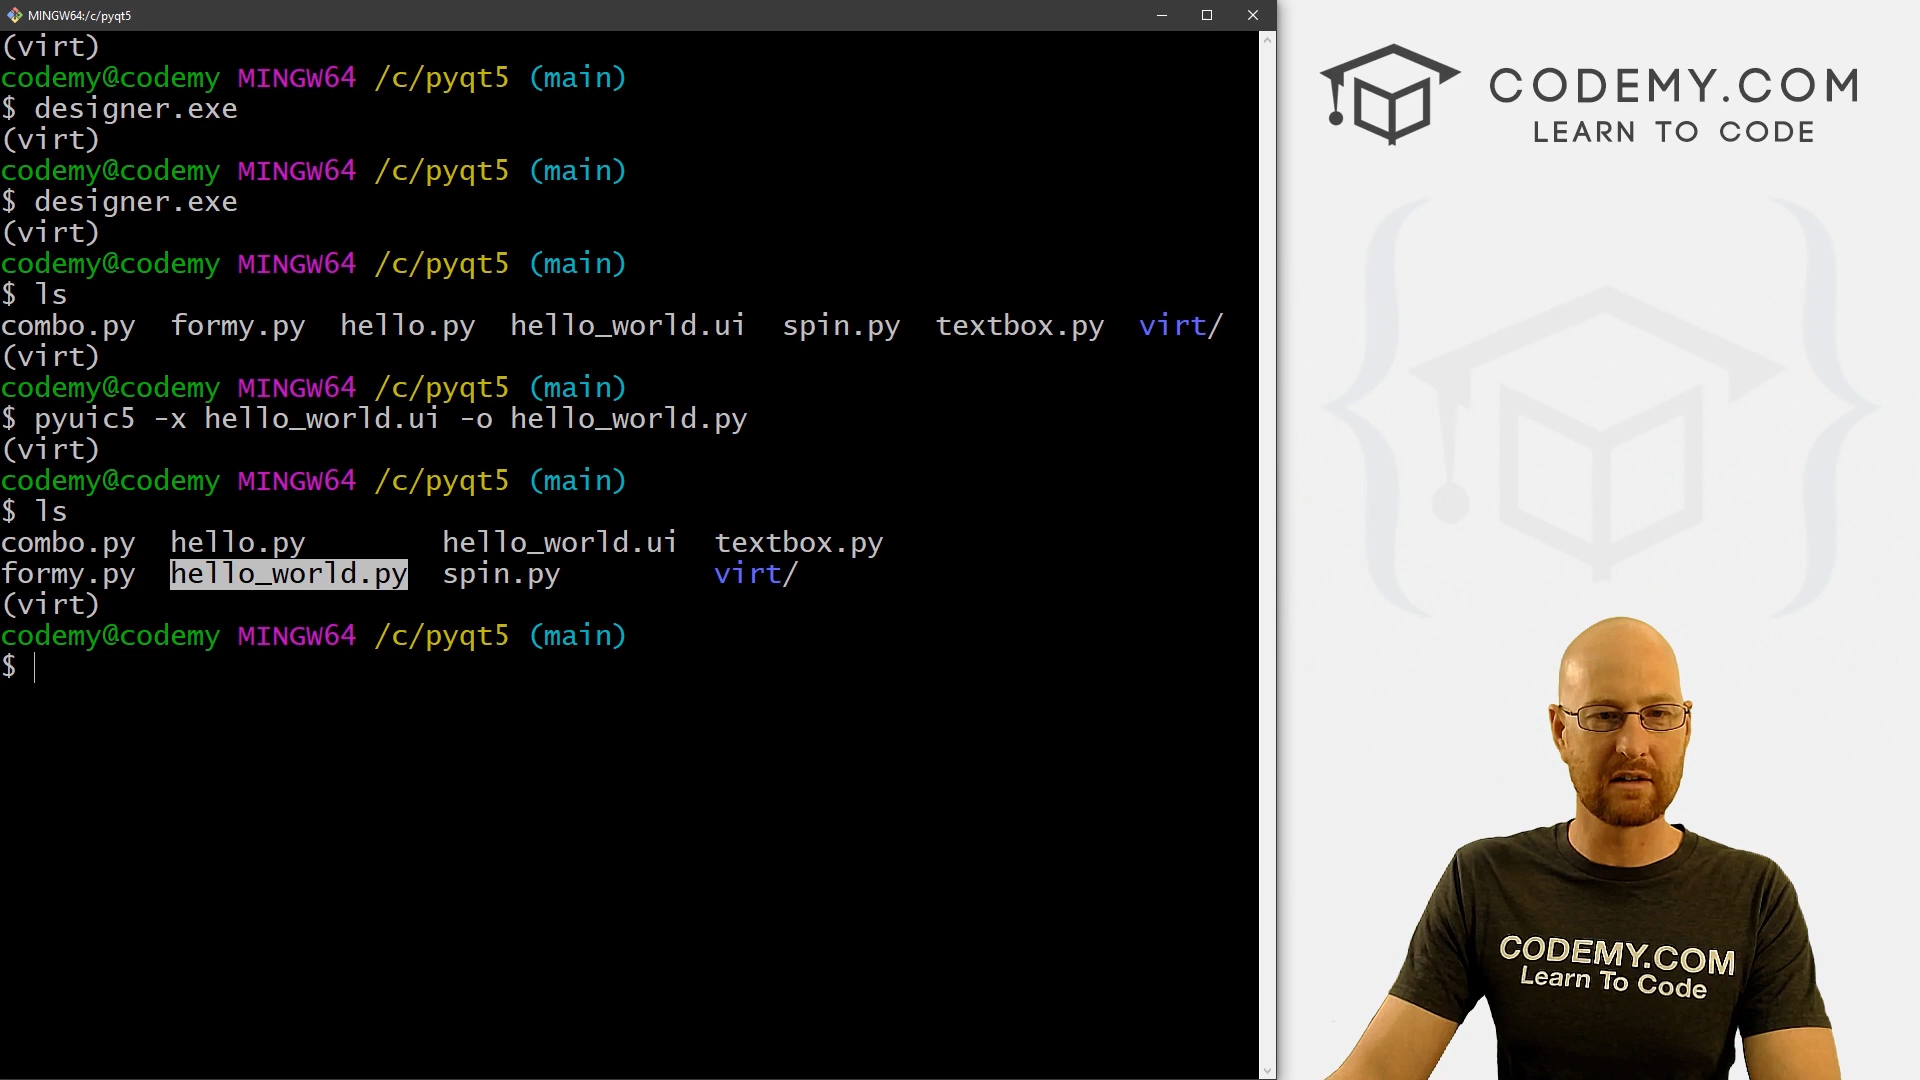 MINGW64:/c/pyqt5
(virt)
codemy@codemy MINGW64 /c/pyqt5 (main)
$ designer.exe
(virt)
codemy@codemy MINGW64 /c/pyqt5 (main)
$ designer.exe
(virt)
codemy@codemy MINGW64 /c/pyqt5 (main)
$ ls
combo.py formy.py hello.py hello_world.ui spin.py textbox.py virt/
(virt)
codemy@codemy MINGW64 /c/pyqt5 (main)
$ pyuic5 -x hello_world.ui -o hello_world.py
(virt)
codemy@codemy MINGW64 /c/pyqt5 (main)
$ ls
combo.py hello.py hello_world.ui textbox.py
formy.py hello_world.py spin.py virt/
(virt)
codemy@codemy MINGW64 /c/pyqt5 (main)
$
CODEMY.COM
LEARN TO CODE
CODEMY.COM
Learn To Code